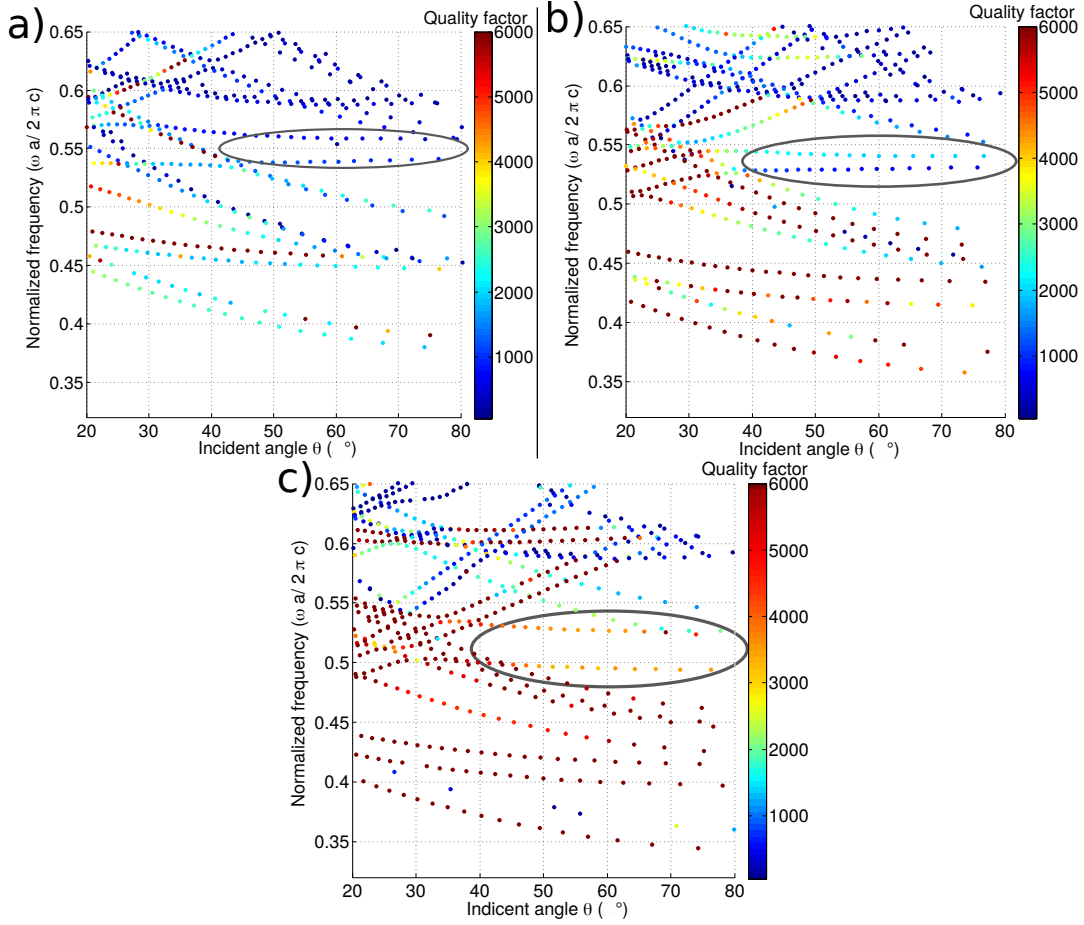 a)
Quality factor
0.65
0.6
0.55
0.5
0.45
0.4
0.35
Normalized frequency (ω a/ 2 π c)
20 30 40 50 60 70 80
Incident angle θ ( °)
6000
5000
4000
3000
2000
1000
b)
Quality factor
0.65
0.6
0.55
0.5
0.45
0.4
0.35
Normalized frequency (ω a/ 2 π c)
20 30 40 50 60 70 80
Incident angle θ ( °)
6000
5000
4000
3000
2000
1000
c)
Quality factor
0.65
0.6
0.55
0.5
0.45
0.4
0.35
Normalized frequency (ω a/ 2 π c)
20 30 40 50 60 70 80
Indicent angle θ ( °)
6000
5000
4000
3000
2000
1000